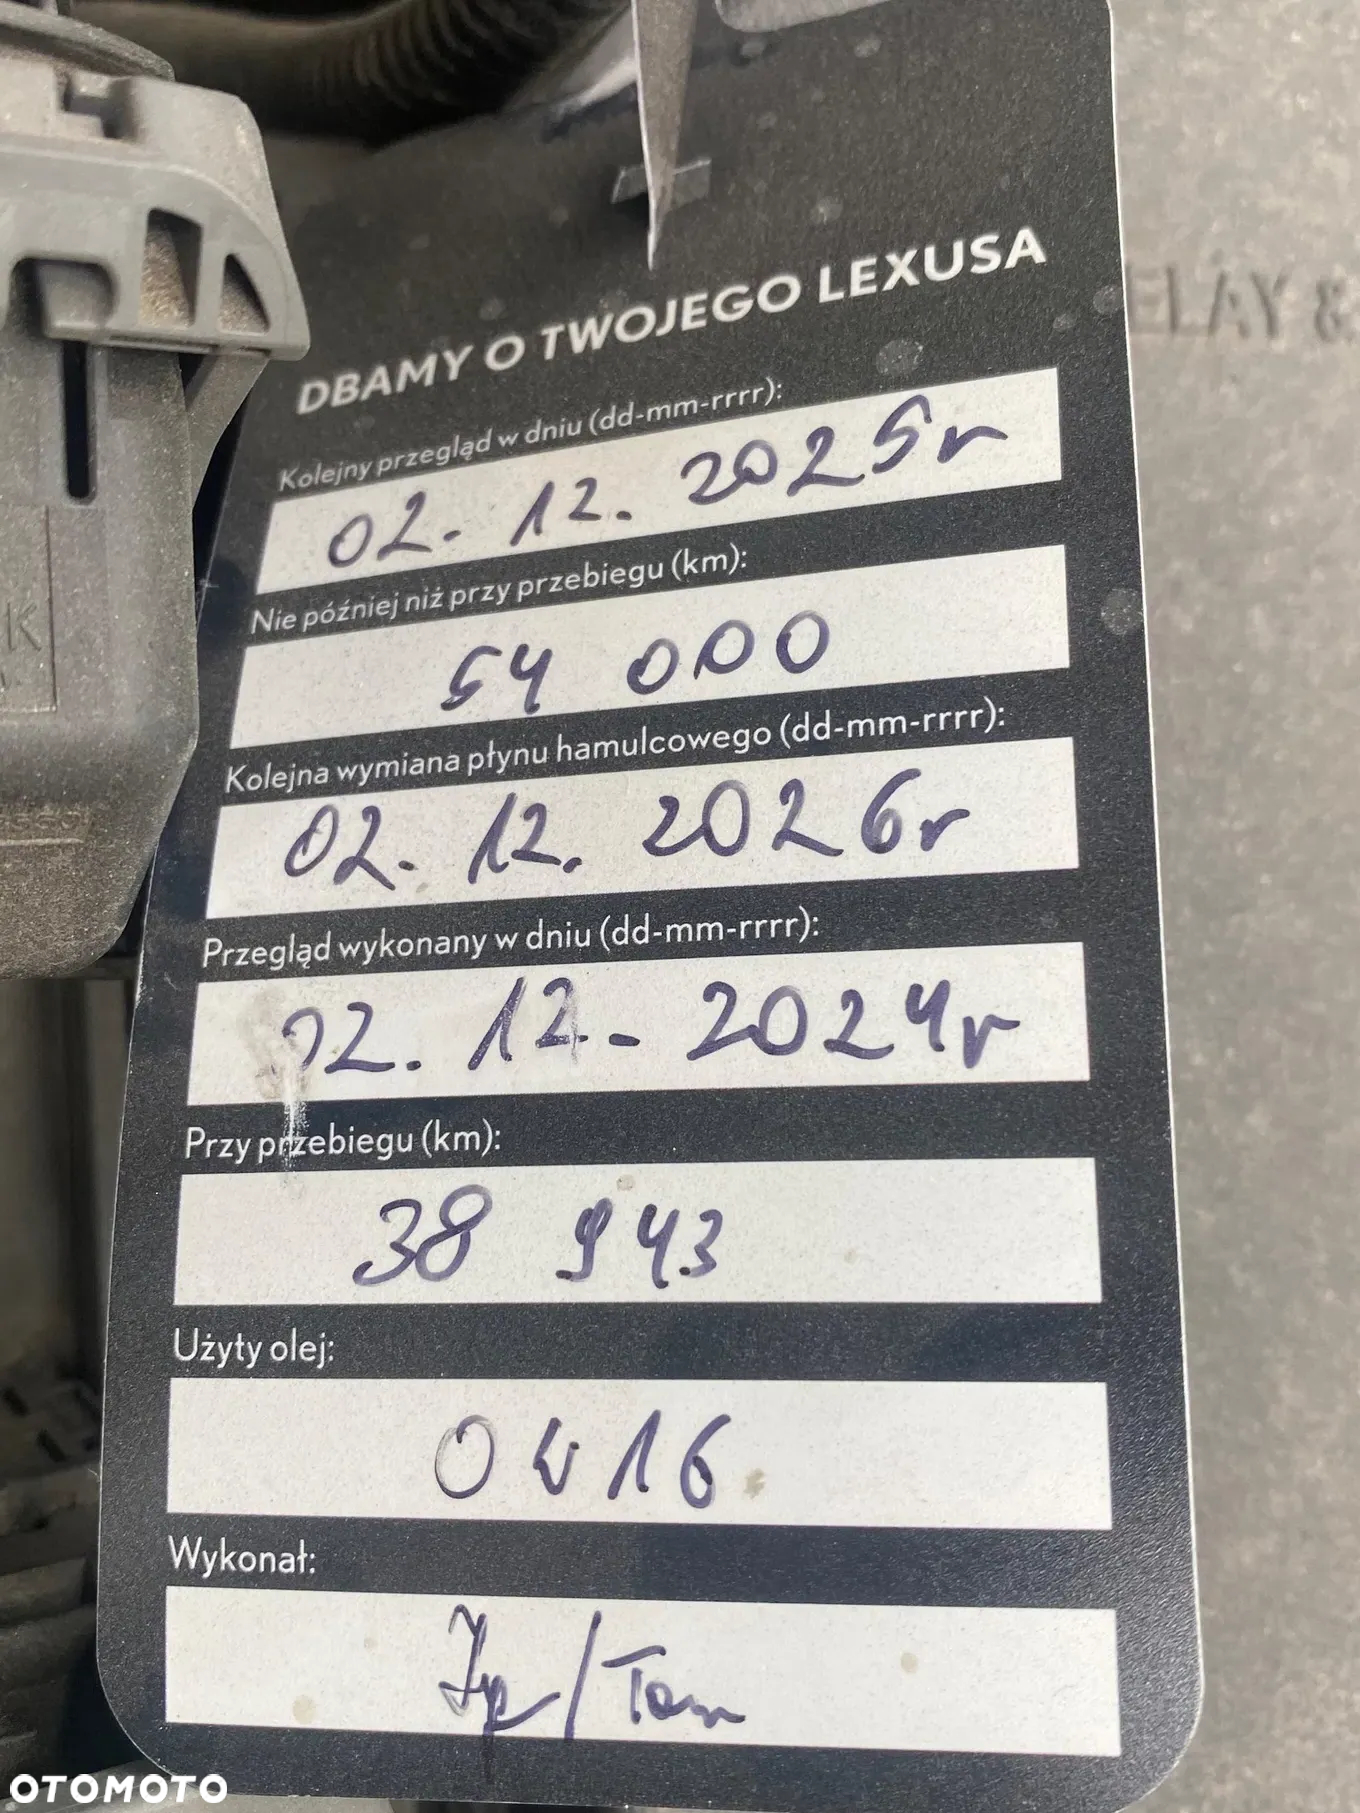 DBAMY O TWOJEGO LEXUSA
Kolejny przegląd w dniu (dd-mm-rrrr):
02. 12. 2025r
Nie później niż przy przebiegu (km):
54 000
Kolejna wymiana płynu hamulcowego (dd-mm-rrrr):
02. 12. 2026r
Przegląd wykonany w dniu (dd-mm-rrrr):
02. 12. 2024r
Przy przebiegu (km):
38 943
Użyty olej:
0W16
Wykonał:
/Tom
ELAY &
K
OTOMOTO